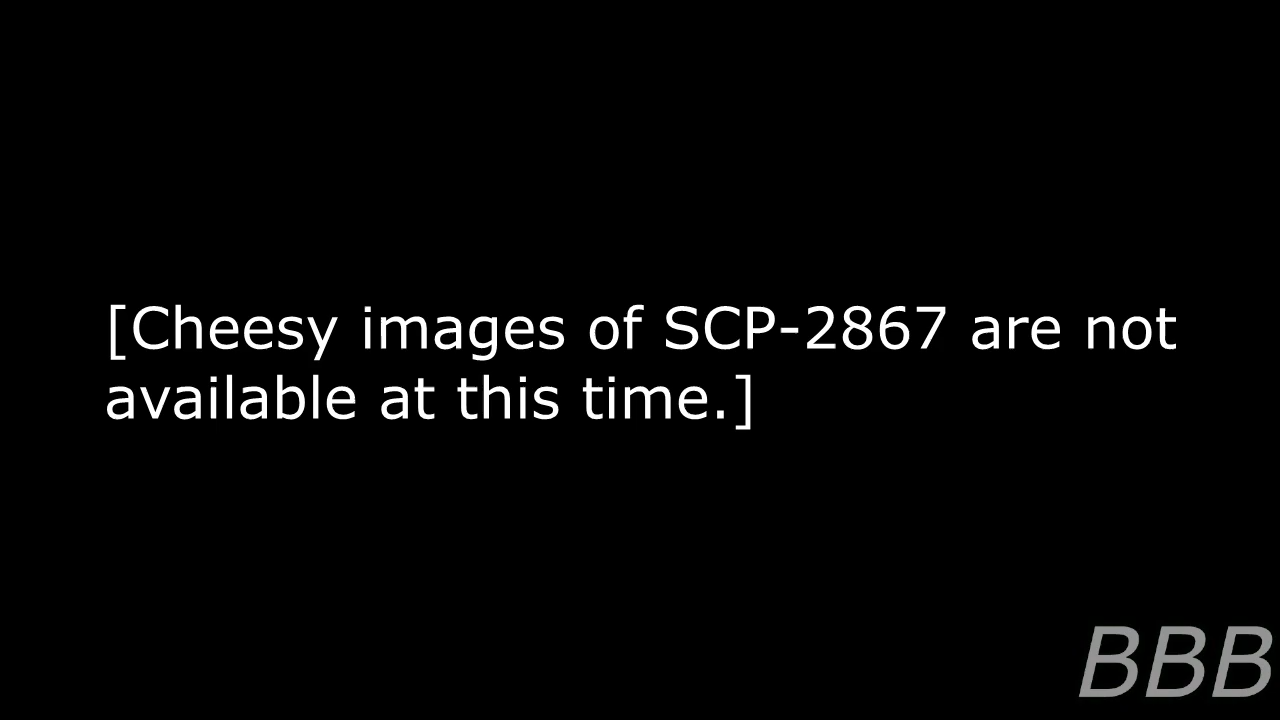 [Cheesy images of SCP-2867 are not
available at this time.]
BBB